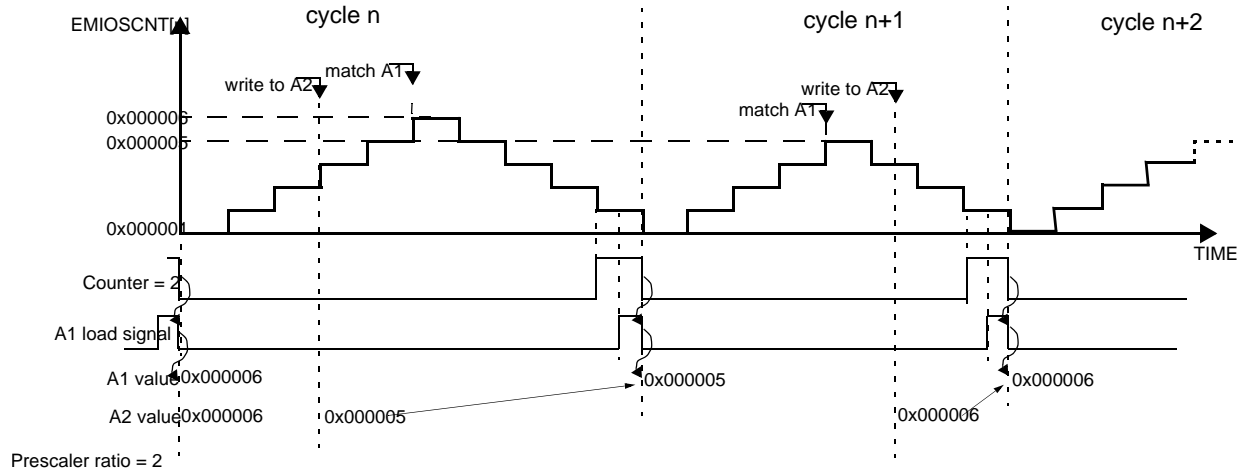 cycle n
cycle n+1
cycle n+2
EMIOSCNT[n]
write to A2
match A1
match A1
write to A2
0x000006
0x000005
0x000001
TIME
Counter = 2
A1 load signal
A1 value 0x000006
0x000005
0x000006
A2 value 0x000006
0x000005
0x000006
Prescaler ratio = 2